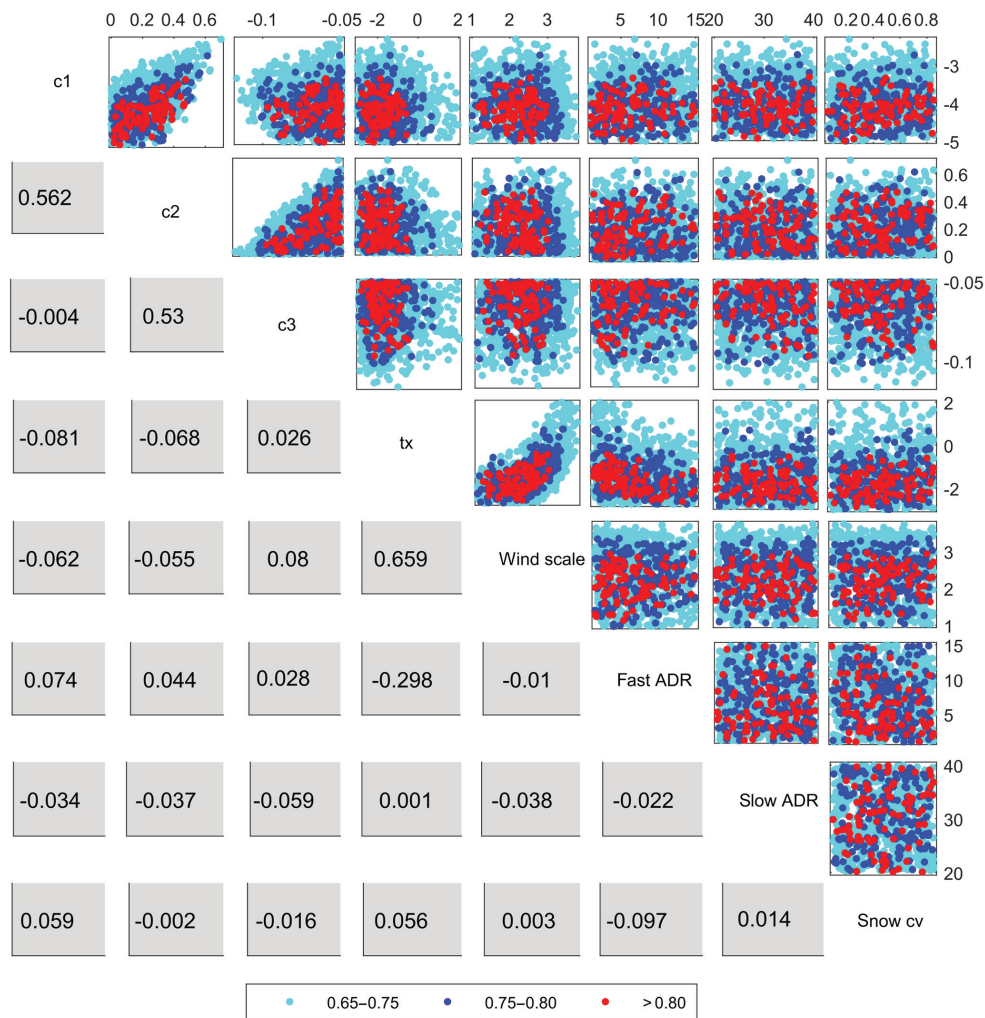 0 0.2 0.4 0.6 -0.1 -0.05 -2 0 2 1 2 3 5 10 15 20 30 40 0.2 0.4 0.6 0.8
c1
-3
-4
-5
0.562 c2
0.6
0.4
0.2
0
-0.004 0.53 c3
-0.05
-0.1
-0.081 -0.068 0.026 tx
2
0
-2
-0.062 -0.055 0.08 0.659 Wind scale
3
2
1
0.074 0.044 0.028 -0.298 -0.01 Fast ADR
15
10
5
-0.034 -0.037 -0.059 0.001 -0.038 -0.022 Slow ADR
40
30
20
0.059 -0.002 -0.016 0.056 0.003 -0.097 0.014 Snow cv
0.65–0.75 0.75–0.80 >0.80